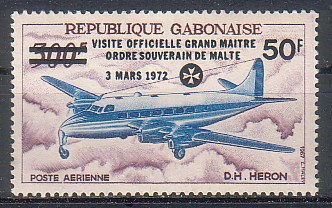 REPUBLIQUE GABONAISE
300F 50F
VISITE OFFICIELLE GRAND MAITRE
ORDRE SOUVERAIN DE MALTE
3 MARS 1972
POSTE AERIENNE D.H. HERON